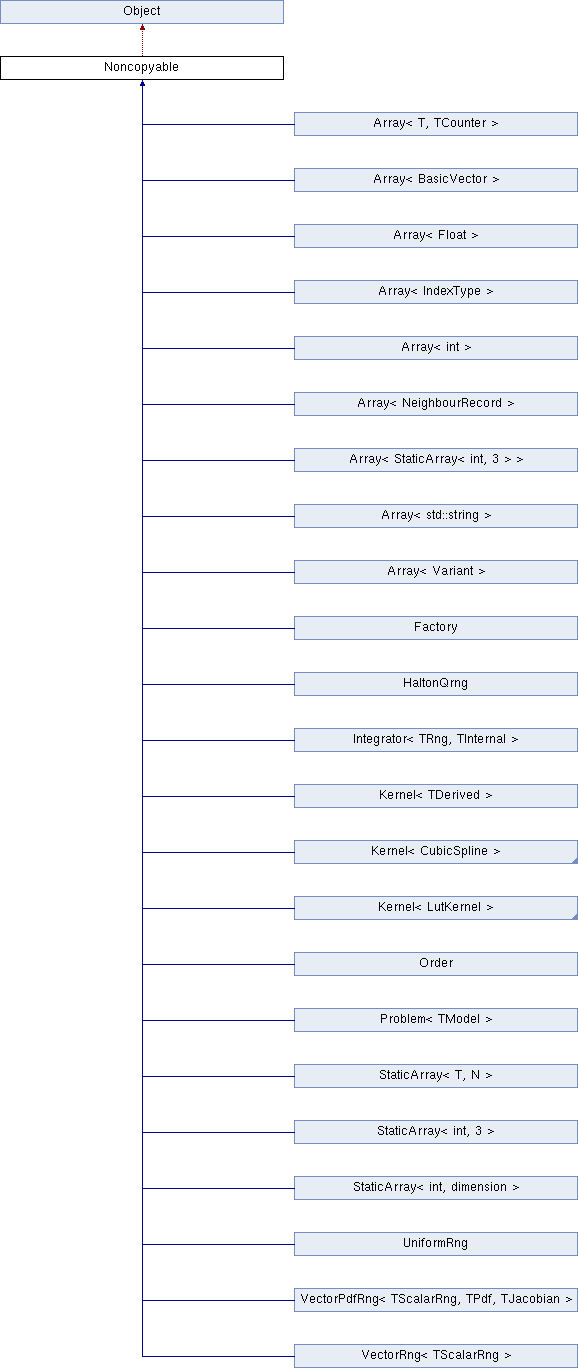 Object
Noncopyable
Array< T, TCounter >
Array< BasicVector >
Array< Float >
Array< IndexType >
Array< int >
Array< NeighbourRecord >
Array< StaticArray< int, 3 > >
Array< std::string >
Array< Variant >
Factory
HaltonQrng
Integrator< TRng, TInternal >
Kernel< TDerived >
Kernel< CubicSpline >
Kernel< LutKernel >
Order
Problem< TModel >
StaticArray< T, N >
StaticArray< int, 3 >
StaticArray< int, dimension >
UniformRng
VectorPdfRng< TScalarRng, TPdf, TJacobian >
VectorRng< TScalarRng >